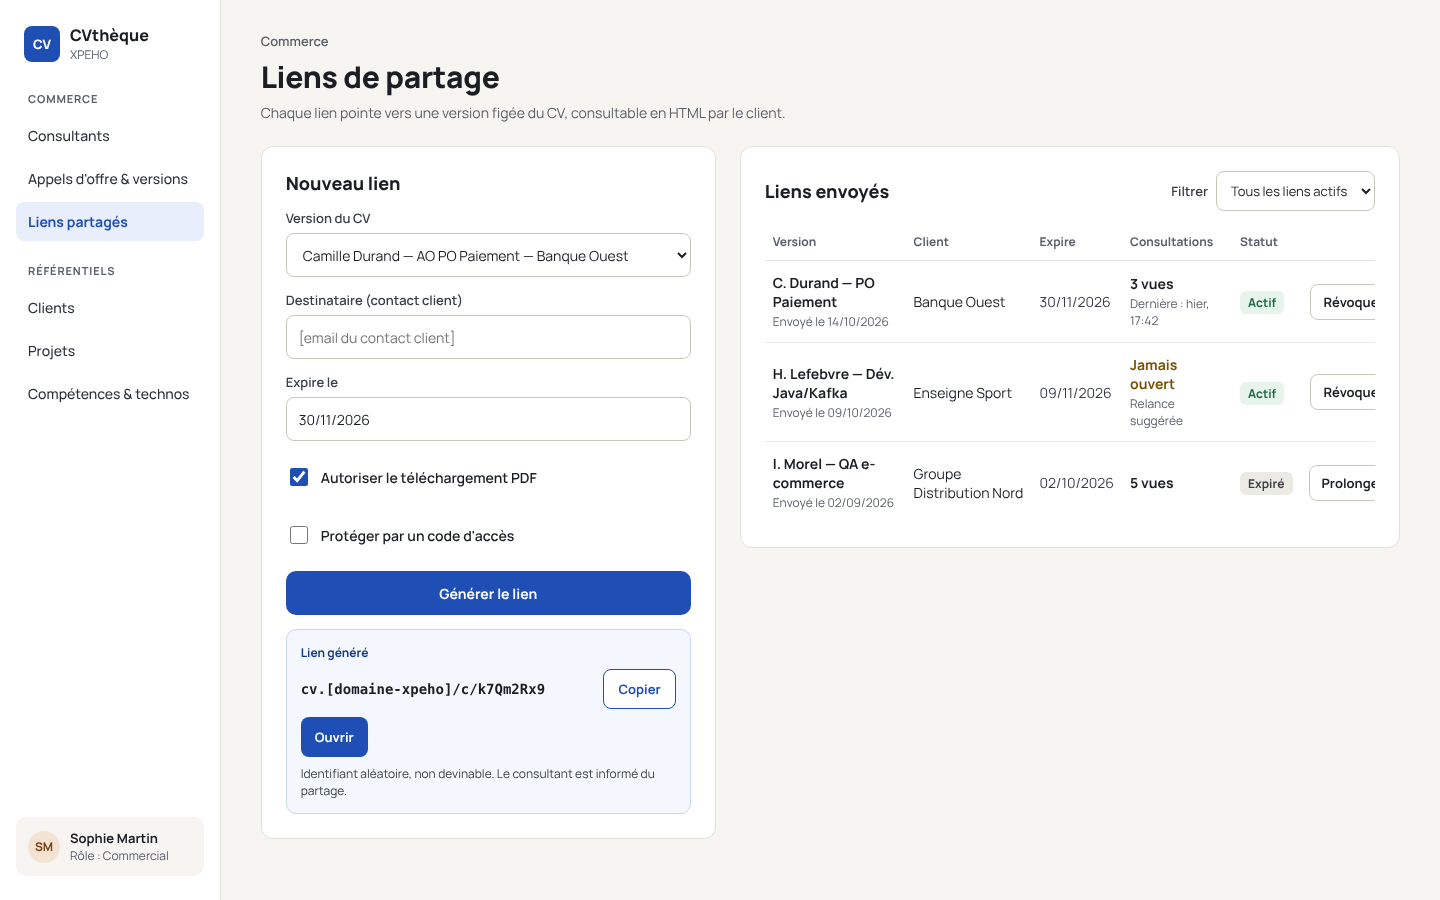 CV
CVthèque
XPEHO
COMMERCE
Consultants
Appels d'offre & versions
Liens partagés
RÉFÉRENTIELS
Clients
Projets
Compétences & technos
SM
Sophie Martin
Rôle : Commercial
Commerce
Liens de partage
Chaque lien pointe vers une version figée du CV, consultable en HTML par le client.
Nouveau lien
Version du CV
Camille Durand — AO PO Paiement — Banque Ouest
Destinataire (contact client)
[email du contact client]
Expire le
30/11/2026
Autoriser le téléchargement PDF
Protéger par un code d'accès
Générer le lien
Lien généré
cv.[domaine-xpeho]/c/k7Qm2Rx9
Copier
Ouvrir
Identifiant aléatoire, non devinable. Le consultant est informé du
partage.
Liens envoyés
Filtrer
Tous les liens actifs
Version Client Expire Consultations Statut
C. Durand — PO
Paiement
Envoyé le 14/10/2026
Banque Ouest
30/11/2026
3 vues
Dernière : hier,
17:42
Actif
Révoque
H. Lefebvre — Dév.
Java/Kafka
Envoyé le 09/10/2026
Enseigne Sport
09/11/2026
Jamais
ouvert
Relance
suggérée
Actif
Révoque
I. Morel — QA e-
commerce
Envoyé le 02/09/2026
Groupe
Distribution Nord
02/10/2026
5 vues
Expiré
Prolonge